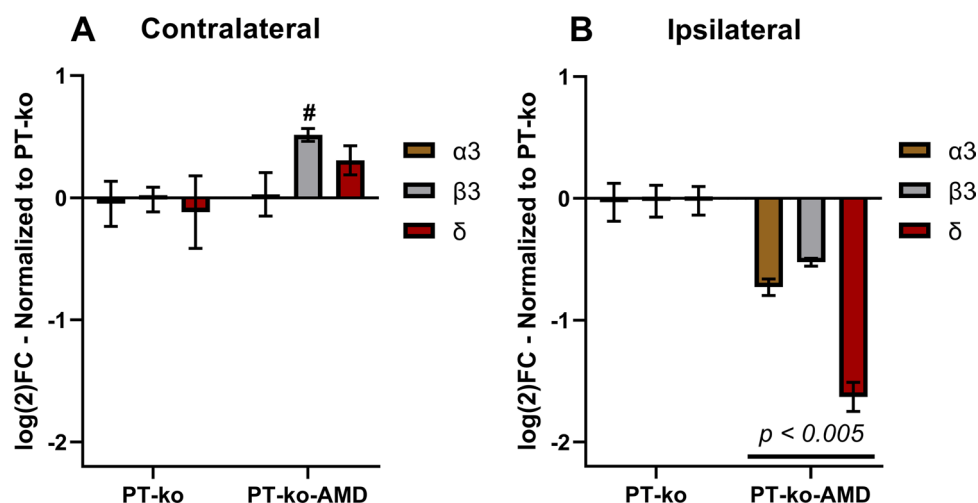 A Contralateral
log(2)FC - Normalized to PT-ko
1
0
-1
-2
#
α3
β3
δ
PT-ko PT-ko-AMD
B Ipsilateral
log(2)FC - Normalized to PT-ko
1
0
-1
-2
p < 0.005
α3
β3
δ
PT-ko PT-ko-AMD